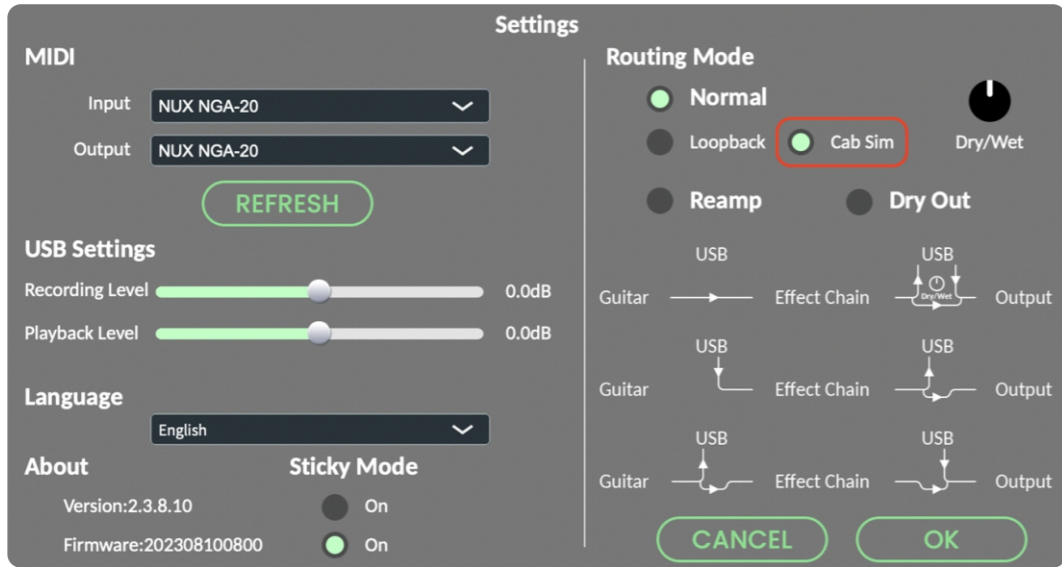 Settings
MIDI
Input NUX NGA-20
Output NUX NGA-20
REFRESH
USB Settings
Recording Level 0.0dB
Playback Level 0.0dB
Language
English
About
Version:2.3.8.10
Firmware:202308100800
Sticky Mode
On
On
Routing Mode
Normal
Loopback Cab Sim Dry/Wet
Reamp Dry Out
USB USB
Dry/Wet
Guitar Effect Chain Output
USB USB
Guitar Effect Chain Output
USB USB
Guitar Effect Chain Output
CANCEL OK